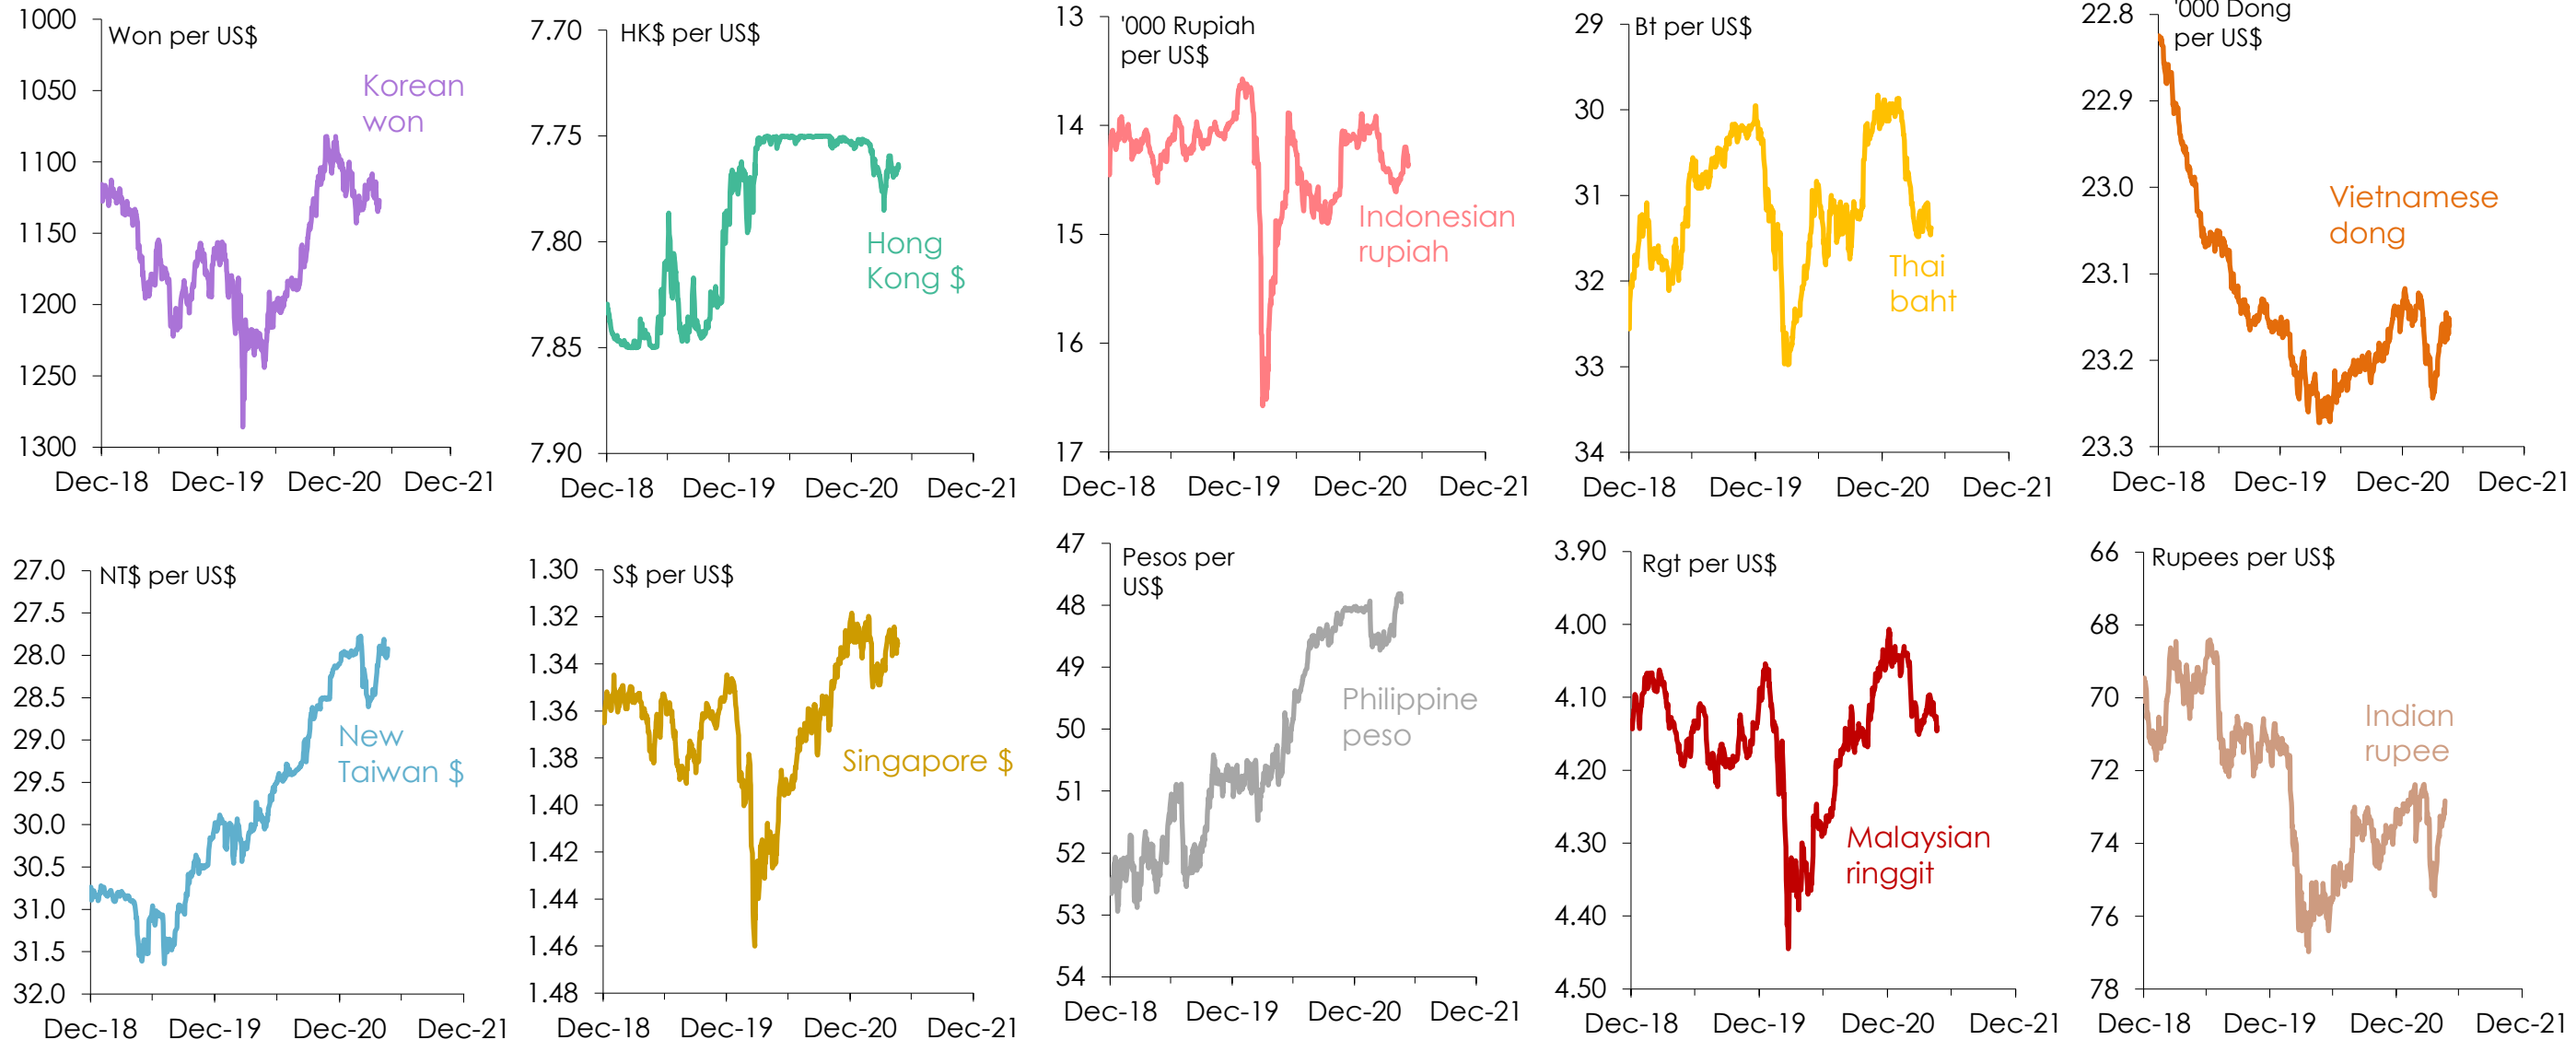 Won per US$
1000
1050
1100
1150
1200
1250
1300
Korean
won
Dec-18 Dec-19 Dec-20 Dec-21
HK$ per US$
7.70
7.75
7.80
7.85
7.90
Hong
Kong $
Dec-18 Dec-19 Dec-20 Dec-21
'000 Rupiah
per US$
13
14
15
16
17
Indonesian
rupiah
Dec-18 Dec-19 Dec-20 Dec-21
Bt per US$
29
30
31
32
33
34
Thai
baht
Dec-18 Dec-19 Dec-20 Dec-21
'000 Dong
per US$
22.8
22.9
23.0
23.1
23.2
23.3
Vietnamese
dong
Dec-18 Dec-19 Dec-20 Dec-21
NT$ per US$
27.0
27.5
28.0
28.5
29.0
29.5
30.0
30.5
31.0
31.5
32.0
New
Taiwan $
Dec-18 Dec-19 Dec-20 Dec-21
S$ per US$
1.30
1.32
1.34
1.36
1.38
1.40
1.42
1.44
1.46
1.48
Singapore $
Dec-18 Dec-19 Dec-20 Dec-21
Pesos per
US$
47
48
49
50
51
52
53
54
Philippine
peso
Dec-18 Dec-19 Dec-20 Dec-21
Rgt per US$
3.90
4.00
4.10
4.20
4.30
4.40
4.50
Malaysian
ringgit
Dec-18 Dec-19 Dec-20 Dec-21
Rupees per US$
66
68
70
72
74
76
78
Indian
rupee
Dec-18 Dec-19 Dec-20 Dec-21